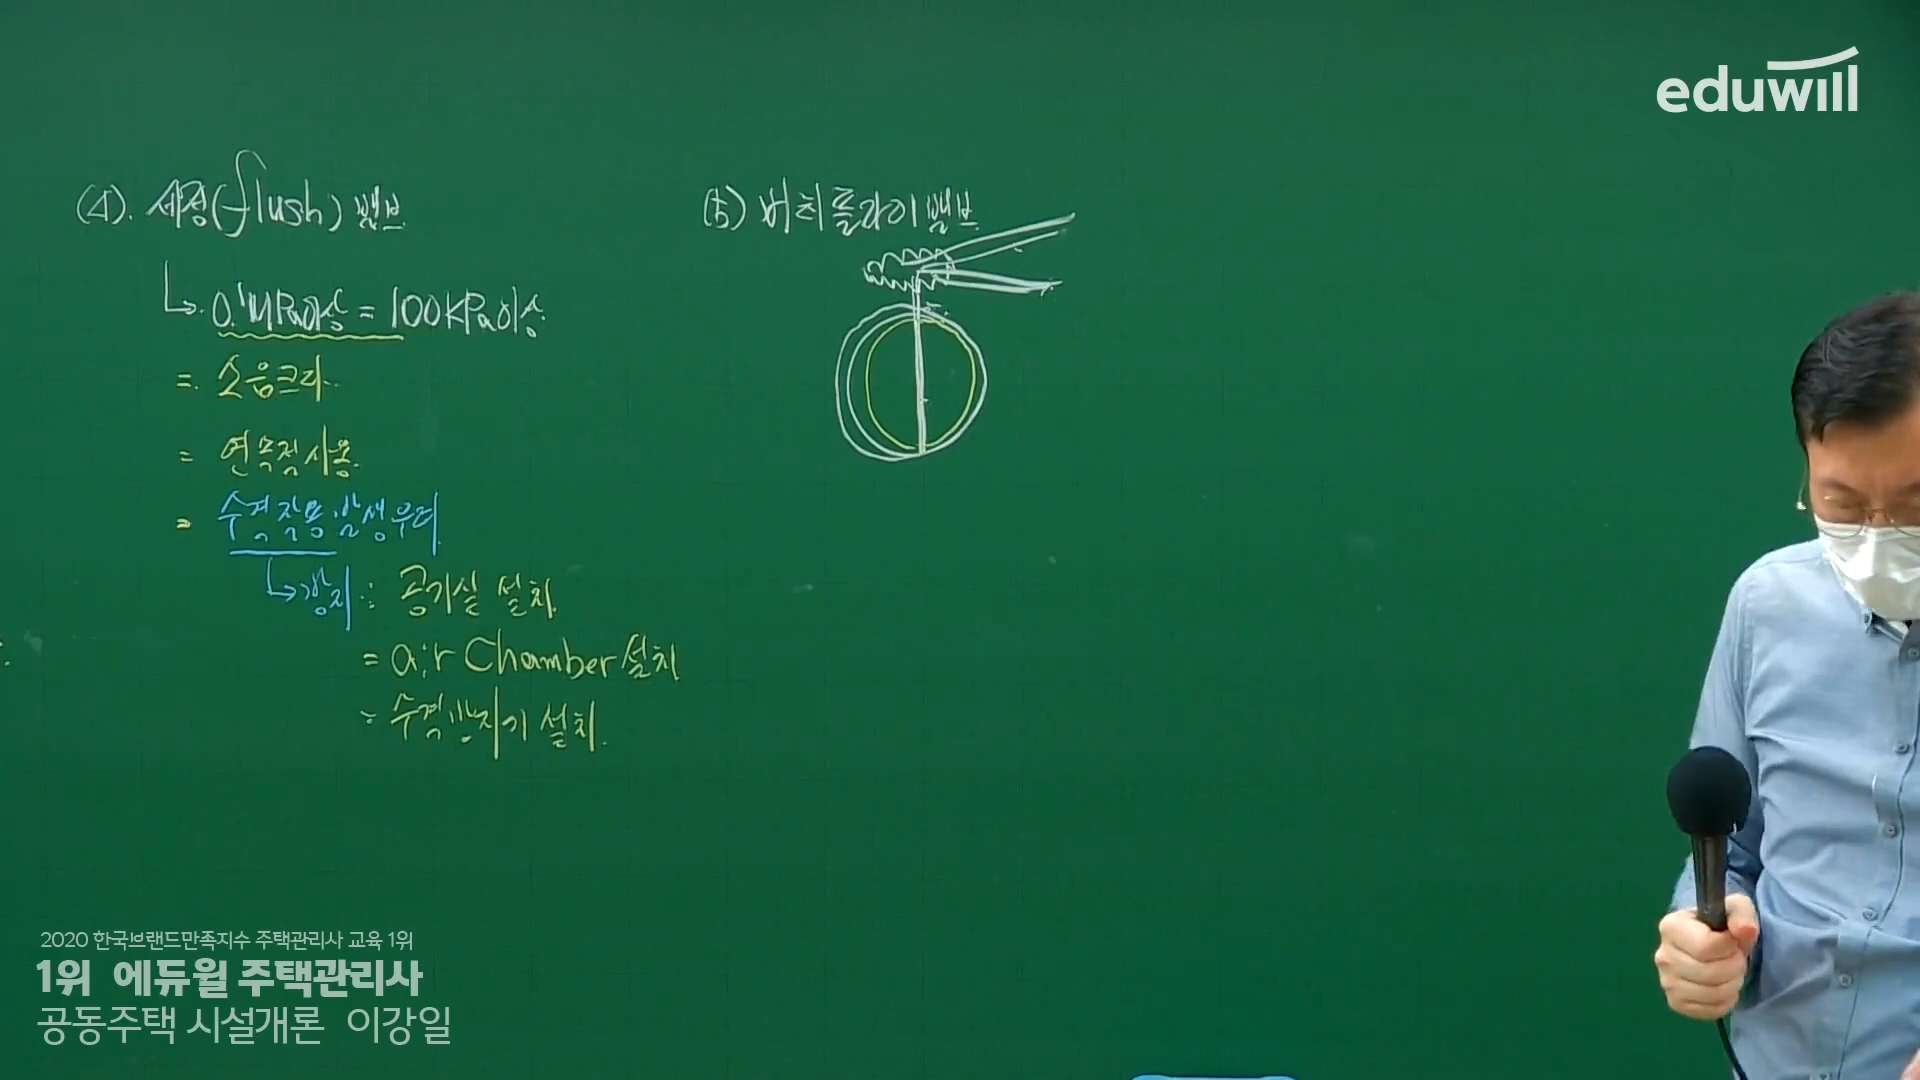 eduwill
(4). 세정(flush) 밸브
↳ 0.1MPa이상 = 100KPa이상
= 소음크다.
= 연속적사용.
= 수격작용 발생우려
↳ 방지 : 공기실 설치.
= air Chamber 설치
= 수격방지기 설치.
(5) 버터플라이밸브
2020 한국브랜드만족지수 주택관리사 교육 1위
1위 에듀윌 주택관리사
공동주택 시설개론 이강일